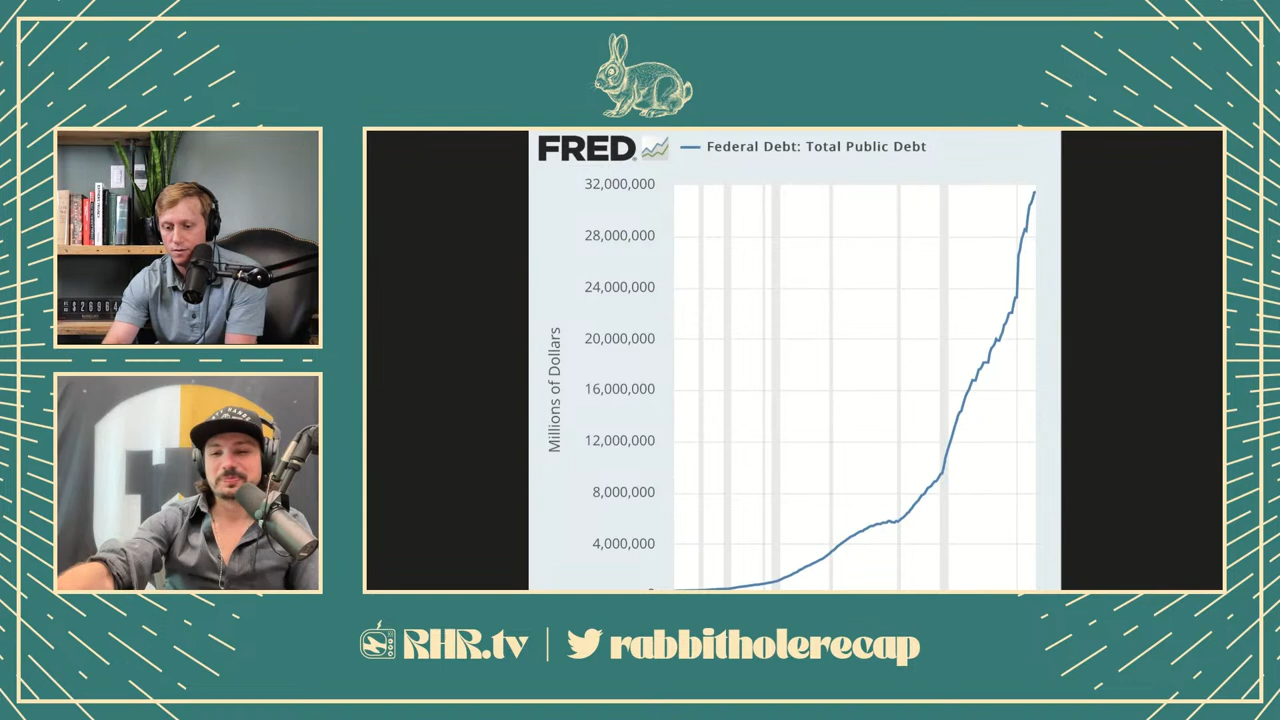 FRED
Federal Debt: Total Public Debt
32,000,000
28,000,000
24,000,000
20,000,000
16,000,000
12,000,000
8,000,000
4,000,000
Millions of Dollars
RHR.tv
rabbitholerecap